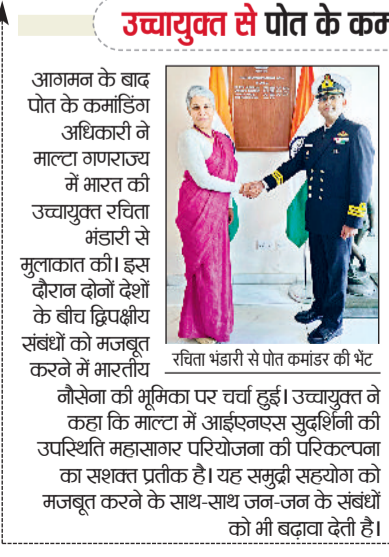 उच्चायुक्त से पोत के कमां
आगमन के बाद
पोत के कमांडिंग
अधिकारी ने
माल्टा गणराज्य
में भारत की
उच्चायुक्त रचिता
भंडारी से
मुलाकात की। इस
दौरान दोनों देशों
के बीच द्विपक्षीय
संबंधों को मजबूत
करने में भारतीय
रचिता भंडारी से पोत कमांडर की भेंट
नौसेना की भूमिका पर चर्चा हुई। उच्चायुक्त ने
कहा कि माल्टा में आईएनएस सुदर्शिनी की
उपस्थिति महासागर परियोजना की परिकल्पना
का सशक्त प्रतीक है। यह समुद्री सहयोग को
मजबूत करने के साथ-साथ जन-जन के संबंधों
को भी बढ़ावा देती है।